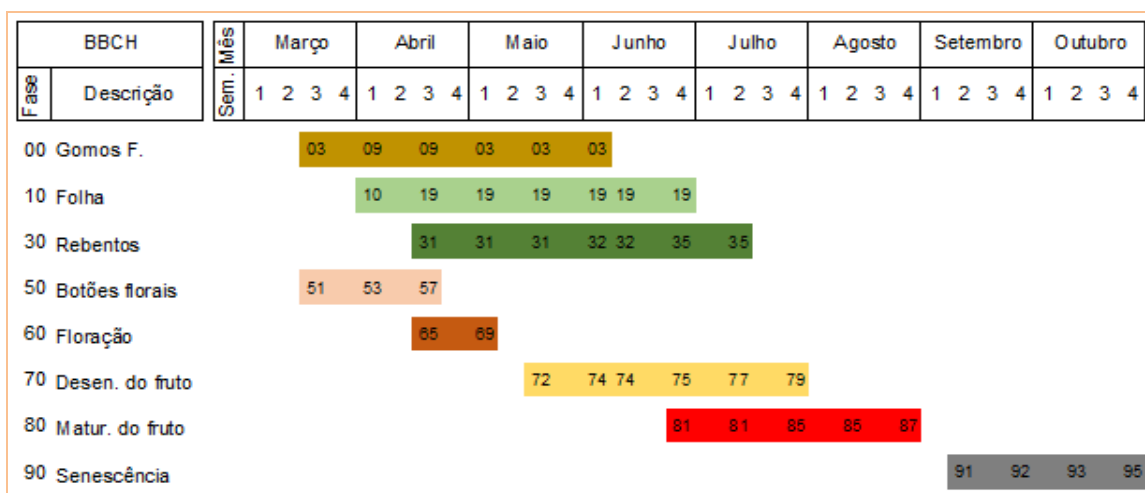 BBCH Mês Março Abril Maio Junho Julho Agosto Setembro Outubro
Fase Descrição Sem. 1 2 3 4 1 2 3 4 1 2 3 4 1 2 3 4 1 2 3 4 1 2 3 4 1 2 3 4 1 2 3 4
00 Gomos F. 03 09 09 03 03 03
10 Folha 10 19 19 19 19 19 19
30 Rebentos 31 31 31 32 32 35 35
50 Botões florais 51 53 57
60 Floração 65 69
70 Desen. do fruto 72 74 74 75 77 79
80 Matur. do fruto 81 81 85 85 87
90 Senescência 91 92 93 95